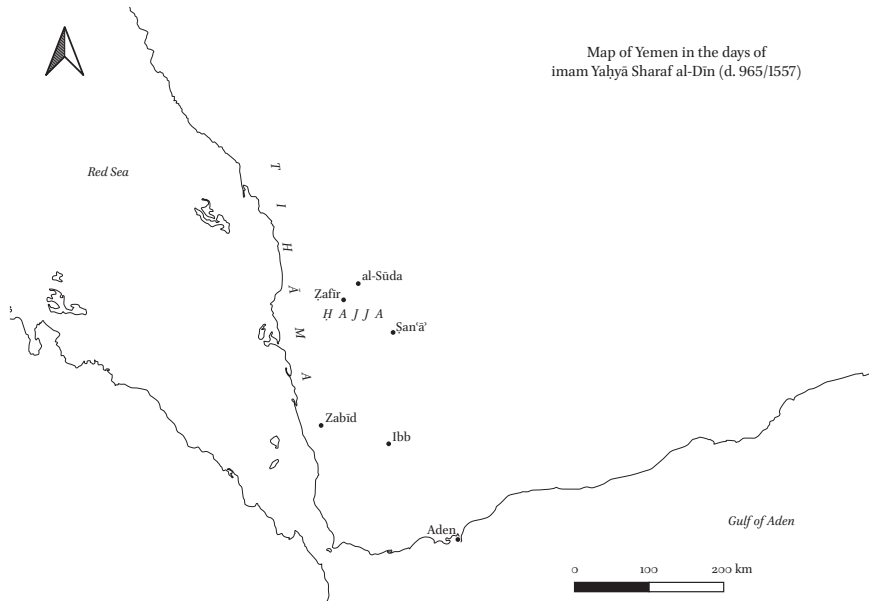 Map of Yemen in the days of
imam Yaḥyā Sharaf al-Dīn (d. 965/1557)
Red Sea
T I H Ā M A
al-Sūda
Ẓafīr
Ḥ A J J A
Ṣanʿāʾ
Zabīd
Ibb
Aden
Gulf of Aden
0 100 200 km